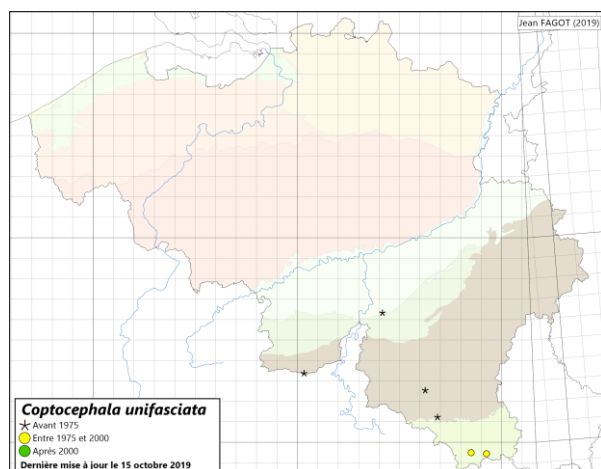 Jean FAGOT (2019)
Coptocephala unifasciata
Avant 1975
Entre 1975 et 2000
Après 2000
Dernière mise à jour le 15 octobre 2019